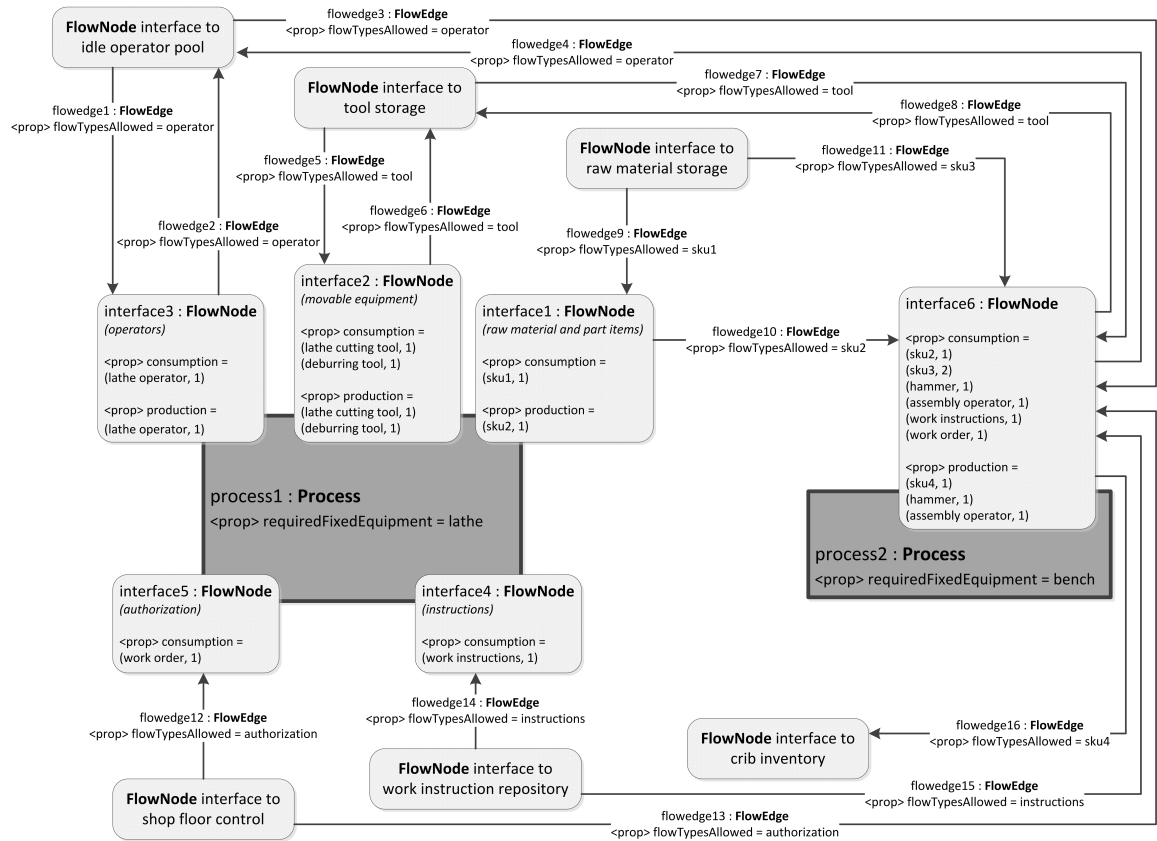 FlowNode interface to
idle operator pool
flowedge3 : FlowEdge
<prop> flowTypesAllowed = operator
flowedge4 : FlowEdge
<prop> flowTypesAllowed = operator
FlowNode interface to
tool storage
flowedge7 : FlowEdge
<prop> flowTypesAllowed = tool
flowedge8 : FlowEdge
<prop> flowTypesAllowed = tool
flowedge1 : FlowEdge
<prop> flowTypesAllowed = operator
FlowNode interface to
raw material storage
flowedge11 : FlowEdge
<prop> flowTypesAllowed = sku3
flowedge5 : FlowEdge
<prop> flowTypesAllowed = tool
flowedge6 : FlowEdge
<prop> flowTypesAllowed = tool
flowedge2 : FlowEdge
<prop> flowTypesAllowed = operator
flowedge9 : FlowEdge
<prop> flowTypesAllowed = sku1
interface3 : FlowNode
(operators)
<prop> consumption =
(lathe operator, 1)
<prop> production =
(lathe operator, 1)
interface2 : FlowNode
(movable equipment)
<prop> consumption =
(lathe cutting tool, 1)
(deburring tool, 1)
<prop> production =
(lathe cutting tool, 1)
(deburring tool, 1)
interface1 : FlowNode
(raw material and part items)
<prop> consumption =
(sku1, 1)
<prop> production =
(sku2, 1)
flowedge10 : FlowEdge
<prop> flowTypesAllowed = sku2
interface6 : FlowNode
<prop> consumption =
(sku2, 1)
(sku3, 2)
(hammer, 1)
(assembly operator, 1)
(work instructions, 1)
(work order, 1)
<prop> production =
(sku4, 1)
(hammer, 1)
(assembly operator, 1)
process1 : Process
<prop> requiredFixedEquipment = lathe
process2 : Process
<prop> requiredFixedEquipment = bench
interface5 : FlowNode
(authorization)
<prop> consumption =
(work order, 1)
interface4 : FlowNode
(instructions)
<prop> consumption =
(work instructions, 1)
flowedge12 : FlowEdge
<prop> flowTypesAllowed = authorization
flowedge14 : FlowEdge
<prop> flowTypesAllowed = instructions
FlowNode interface to
crib inventory
flowedge16 : FlowEdge
<prop> flowTypesAllowed = sku4
FlowNode interface to
work instruction repository
flowedge15 : FlowEdge
<prop> flowTypesAllowed = instructions
FlowNode interface to
shop floor control
flowedge13 : FlowEdge
<prop> flowTypesAllowed = authorization